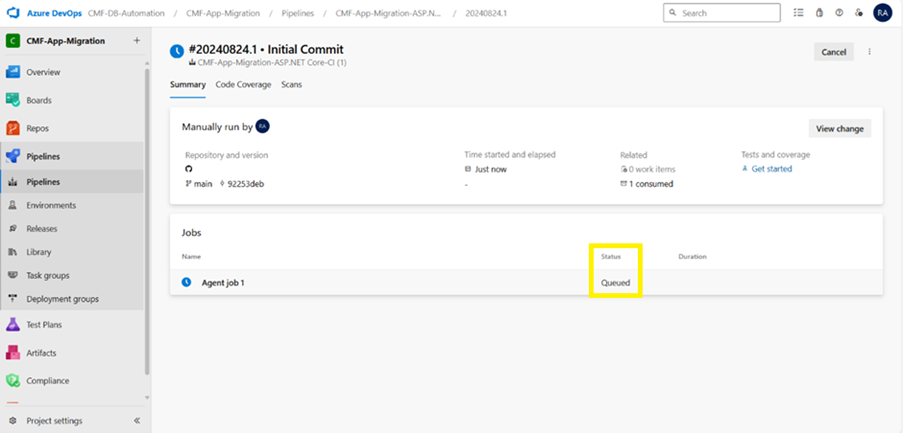 Azure DevOps CMF-DB-Automation / CMF-App-Migration / Pipelines / CMF-App-Migration-ASP.N... / 20240824.1 Search RA
C CMF-App-Migration +
Overview
Boards
Repos
Pipelines
Pipelines
Environments
Releases
Library
Task groups
Deployment groups
Test Plans
Artifacts
Compliance
Project settings
#20240824.1 • Initial Commit
CMF-App-Migration-ASP.NET Core-CI (1)
Cancel
Summary Code Coverage Scans
Manually run by RA
View change
Repository and version Time started and elapsed Related Tests and coverage
Just now 0 work items Get started
main 92253deb - 1 consumed
Jobs
Name Status Duration
Agent job 1 Queued